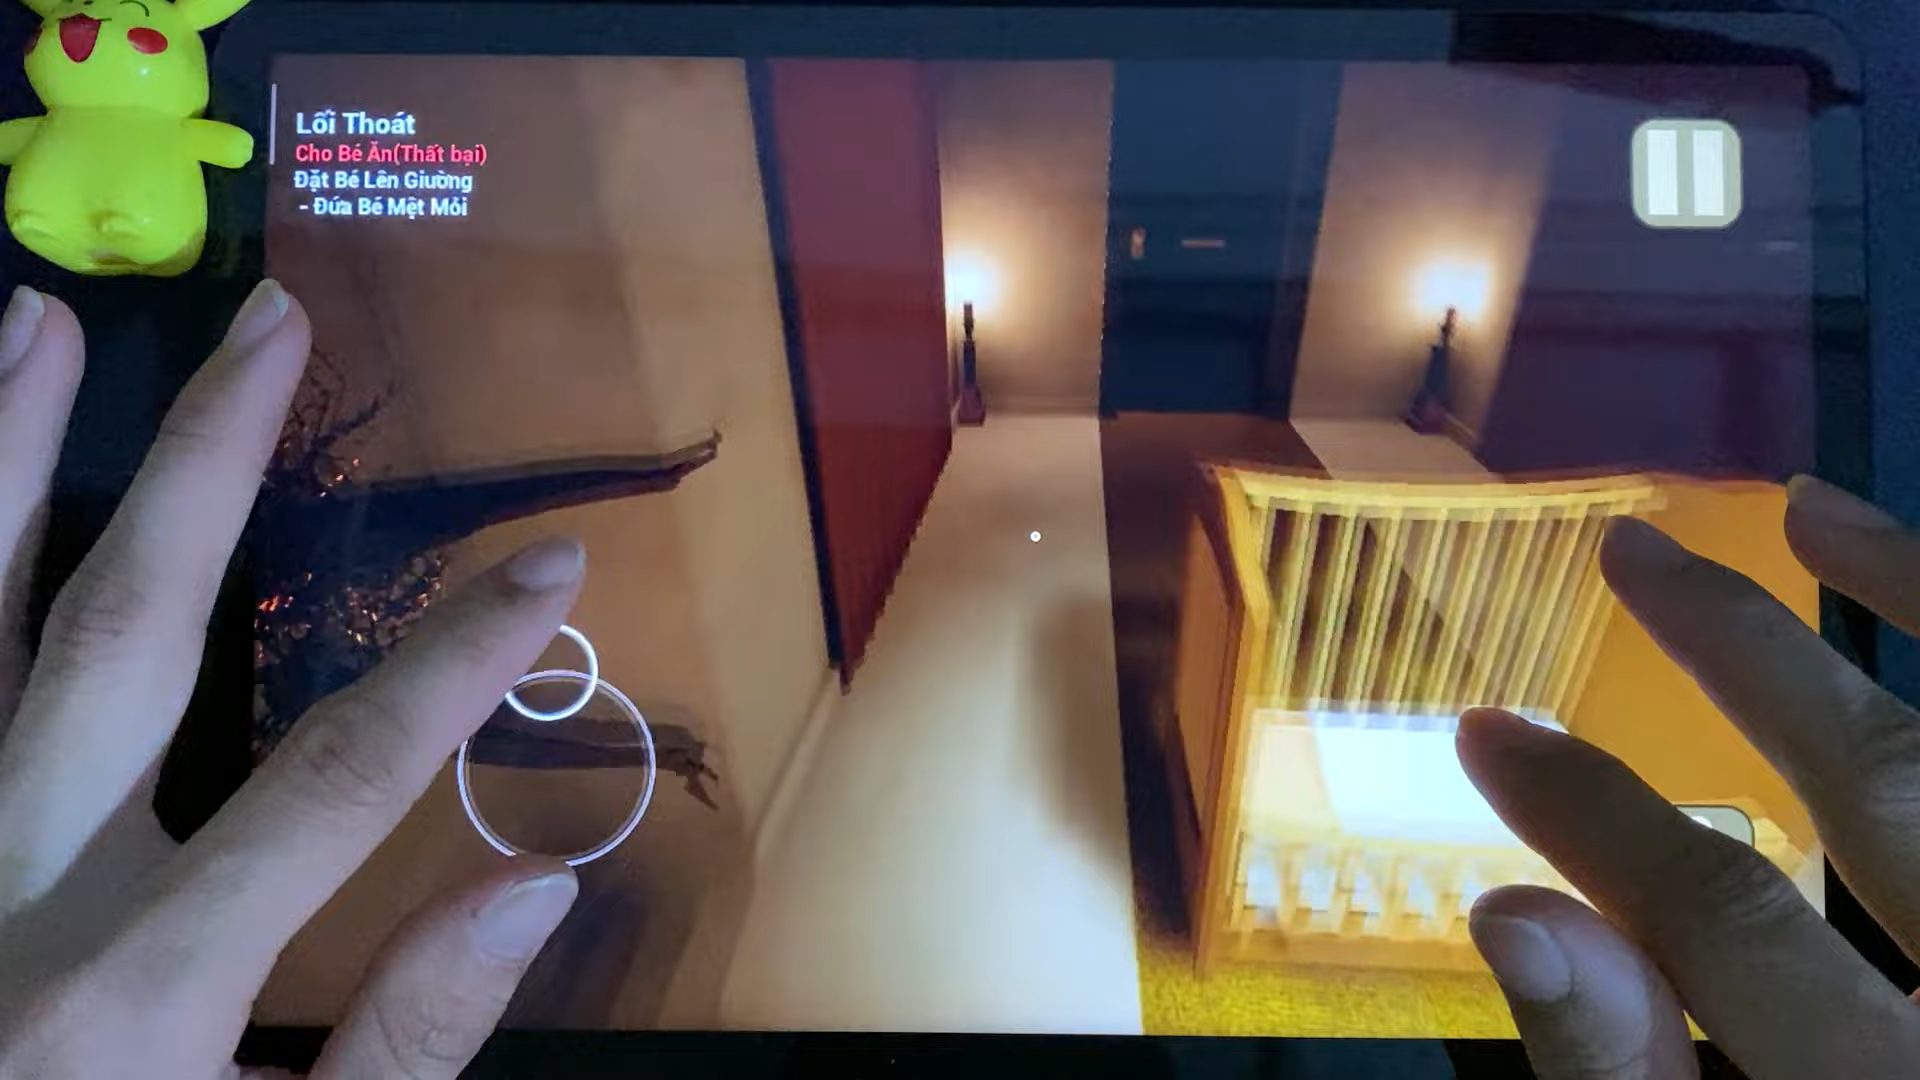 Lối Thoát
Cho Bé Ăn(Thất bại)
Đặt Bé Lên Giường
- Đứa Bé Mệt Mỏi